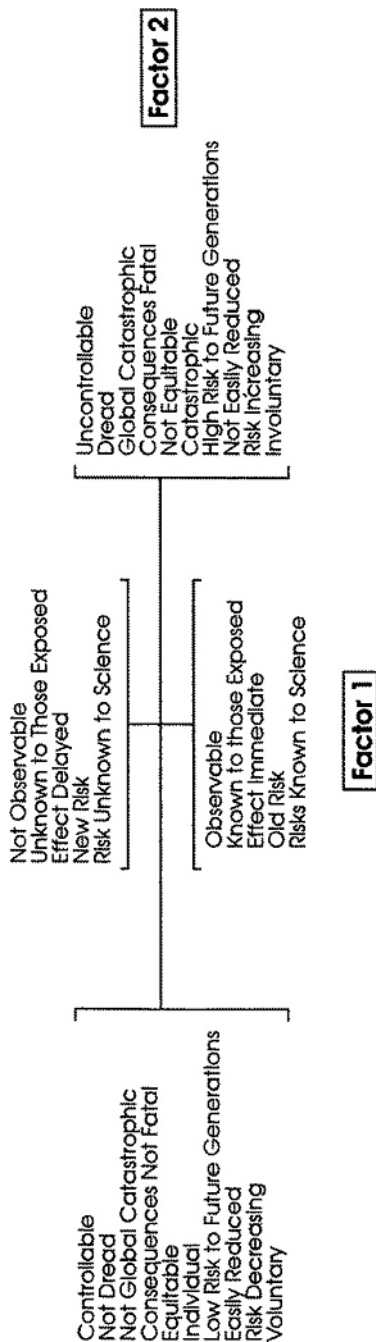 Not Observable
Unknown to Those Exposed
Effect Delayed
New Risk
Risk Unknown to Science
Controllable
Not Dread
Not Global Catastrophic
Consequences Not Fatal
Equitable
Individual
Low Risk to Future Generations
Easily Reduced
Risk Decreasing
Voluntary
Uncontrollable
Dread
Global Catastrophic
Consequences Fatal
Not Equitable
Catastrophic
High Risk to Future Generations
Not Easily Reduced
Risk Increasing
Involuntary
Factor 2
Observable
Known to those Exposed
Effect Immediate
Old Risk
Risks Known to Science
Factor 1